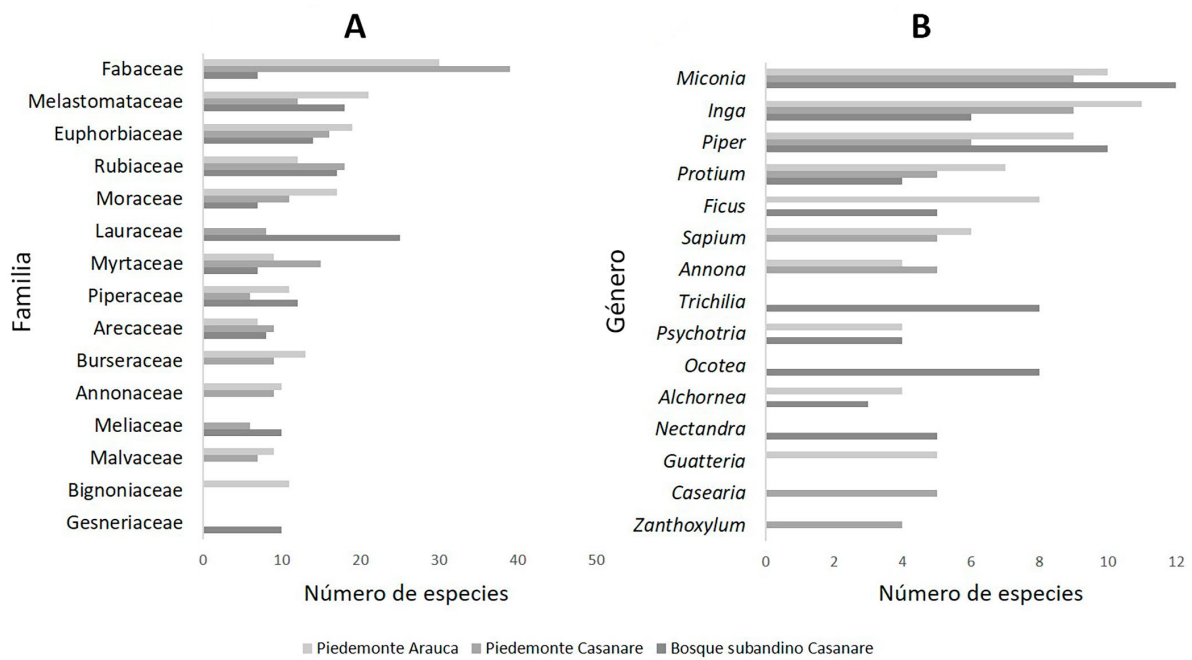 A
Familia
Fabaceae
Melastomataceae
Euphorbiaceae
Rubiaceae
Moraceae
Lauraceae
Myrtaceae
Piperaceae
Arecaceae
Burseraceae
Annonaceae
Meliaceae
Malvaceae
Bignoniaceae
Gesneriaceae
0 10 20 30 40 50
Número de especies
B
Género
Miconia
Inga
Piper
Protium
Ficus
Sapium
Annona
Trichilia
Psychotria
Ocotea
Alchornea
Nectandra
Guatteria
Casearia
Zanthoxylum
0 2 4 6 8 10 12
Número de especies
Piedemonte Arauca Piedemonte Casanare Bosque subandino Casanare